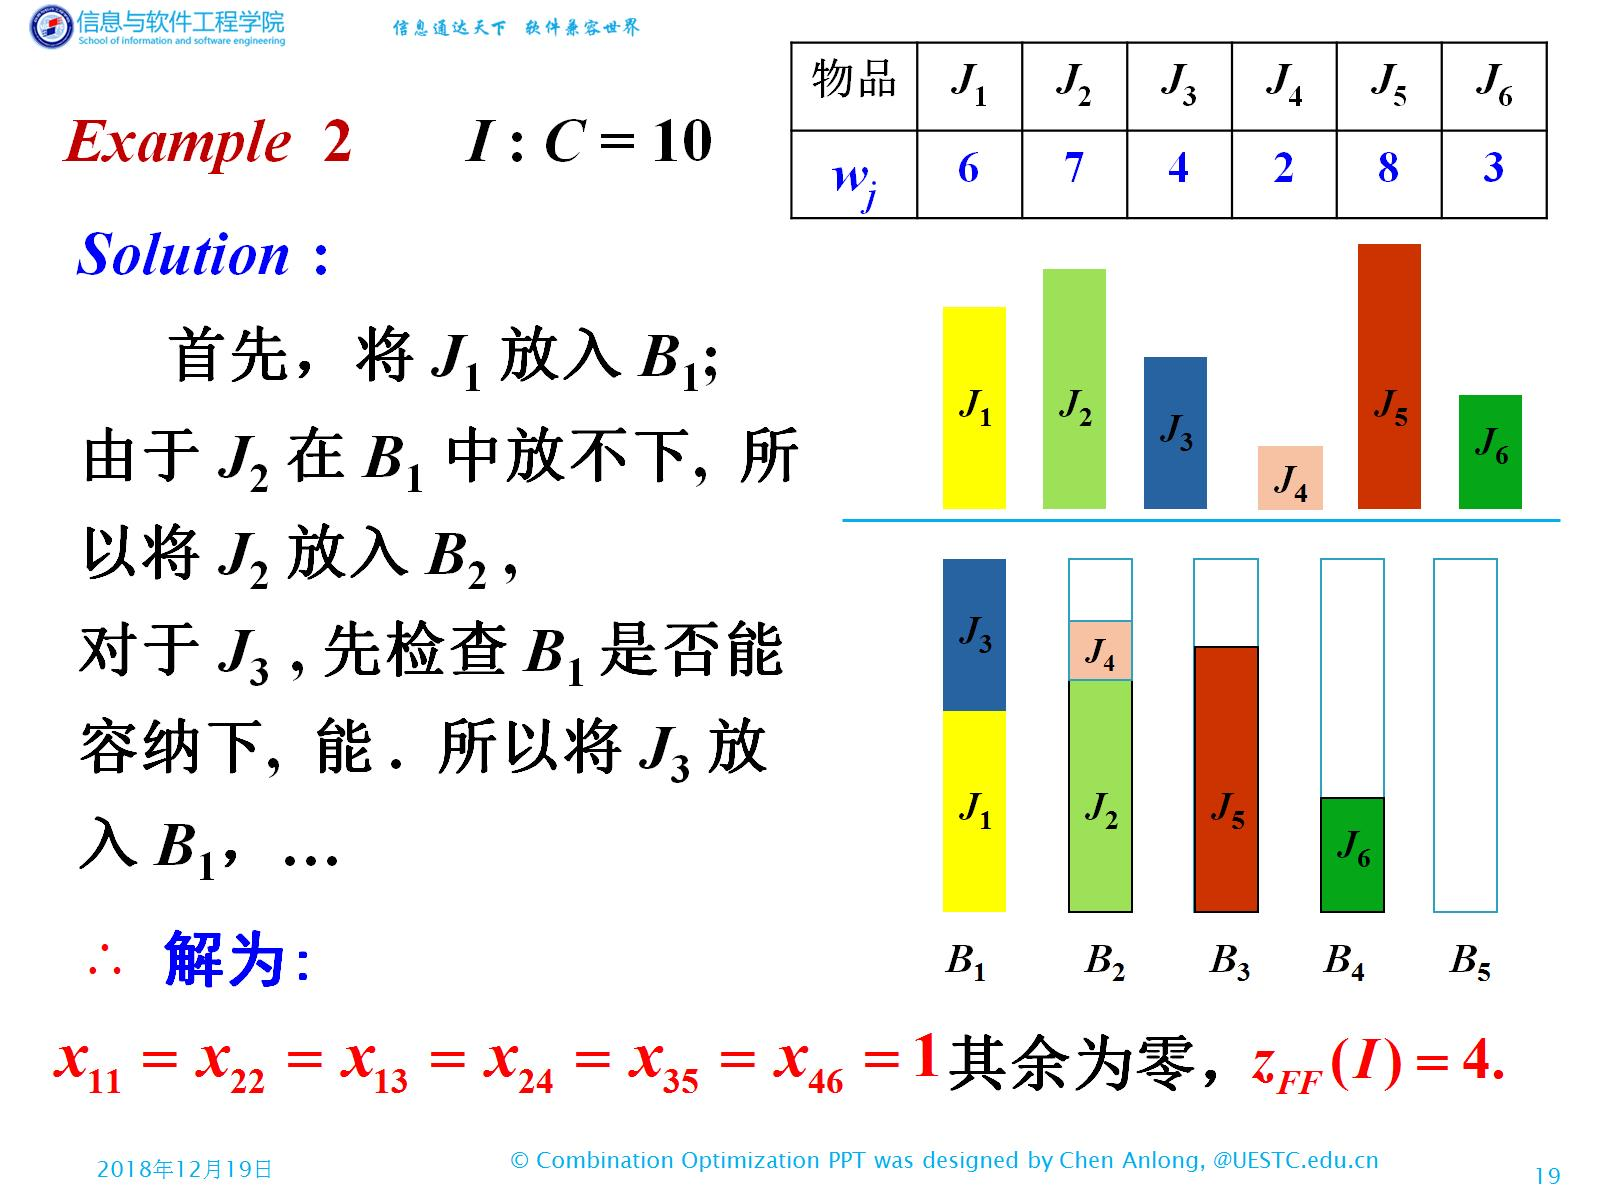 信息与软件工程学院
School of information and software engineering
信息通达天下 软件兼容世界
物品 J1 J2 J3 J4 J5 J6
wj 6 7 4 2 8 3
Example 2 I : C = 10
Solution :
首先，将 J1 放入 B1;
由于 J2 在 B1 中放不下, 所
以将 J2 放入 B2 ,
对于 J3 , 先检查 B1 是否能
容纳下, 能 . 所以将 J3 放
入 B1，…
J1 J2 J3 J4 J5 J6
J3 J4
J1 J2 J5 J6
B1 B2 B3 B4 B5
∴ 解为:
x11 = x22 = x13 = x24 = x35 = x46 = 1 其余为零，zFF (I) = 4.
2018年12月19日
© Combination Optimization PPT was designed by Chen Anlong, @UESTC.edu.cn
19